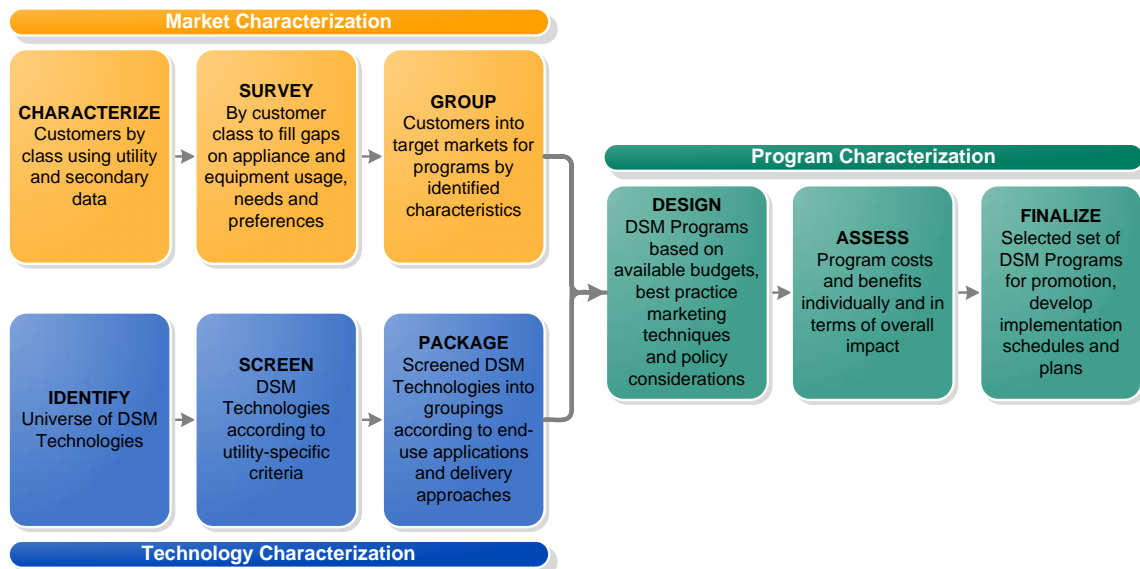 Market Characterization
CHARACTERIZE
Customers by
class using utility
and secondary
data
SURVEY
By customer
class to fill gaps
on appliance and
equipment usage,
needs and
preferences
GROUP
Customers into
target markets for
programs by
identified
characteristics
Program Characterization
DESIGN
DSM Programs
based on
available budgets,
best practice
marketing
techniques
and policy
considerations
ASSESS
Program costs
and benefits
individually and in
terms of overall
impact
FINALIZE
Selected set of
DSM Programs
for promotion,
develop
implementation
schedules and
plans
IDENTIFY
Universe of DSM
Technologies
SCREEN
DSM
Technologies
according to
utility-specific
criteria
PACKAGE
Screened DSM
Technologies into
groupings
according to end-
use applications
and delivery
approaches
Technology Characterization